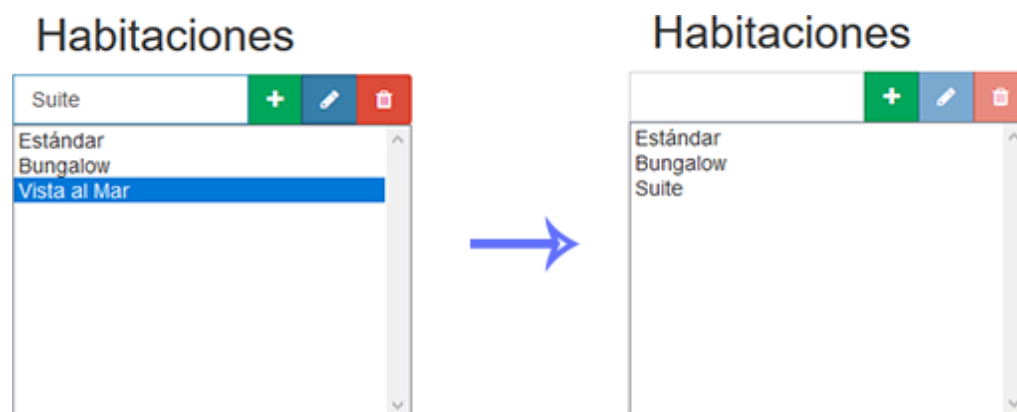 Habitaciones
Suite
Estándar
Bungalow
Vista al Mar
Habitaciones
Estándar
Bungalow
Suite